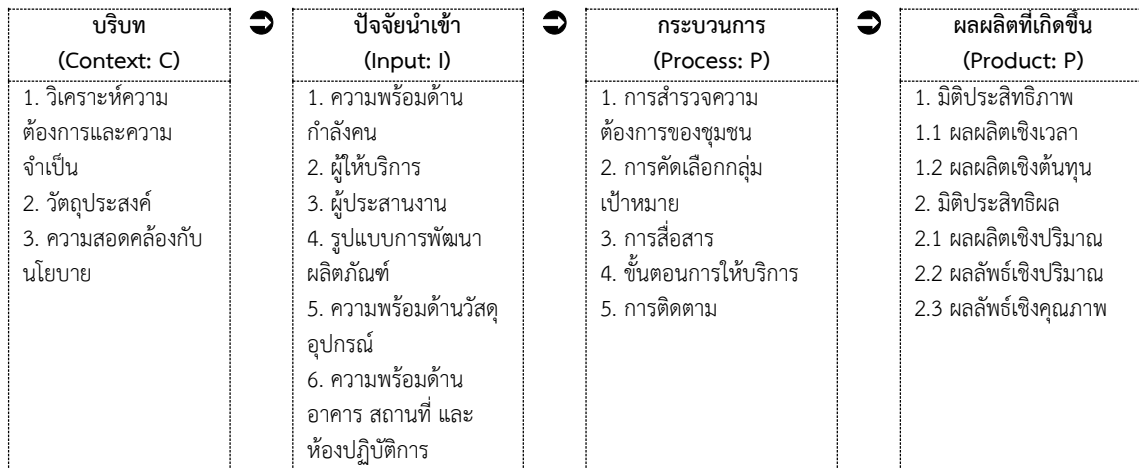 บริบท
(Context: C)
1. วิเคราะห์ความ
ต้องการและความ
จำเป็น
2. วัตถุประสงค์
3. ความสอดคล้องกับ
นโยบาย
ปัจจัยนำเข้า
(Input: I)
1. ความพร้อมด้าน
กำลังคน
2. ผู้ให้บริการ
3. ผู้ประสานงาน
4. รูปแบบการพัฒนา
ผลิตภัณฑ์
5. ความพร้อมด้านวัสดุ
อุปกรณ์
6. ความพร้อมด้าน
อาคาร สถานที่ และ
ห้องปฏิบัติการ
กระบวนการ
(Process: P)
1. การสำรวจความ
ต้องการของชุมชน
2. การคัดเลือกกลุ่ม
เป้าหมาย
3. การสื่อสาร
4. ขั้นตอนการให้บริการ
5. การติดตาม
ผลผลิตที่เกิดขึ้น
(Product: P)
1. มิติประสิทธิภาพ
1.1 ผลผลิตเชิงเวลา
1.2 ผลผลิตเชิงต้นทุน
2. มิติประสิทธิผล
2.1 ผลผลิตเชิงปริมาณ
2.2 ผลลัพธ์เชิงปริมาณ
2.3 ผลลัพธ์เชิงคุณภาพ